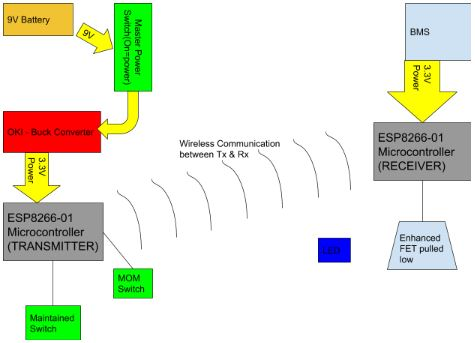 9V Battery
9V
Master Power
Switch(On=power)
BMS
3.3V
Power
OKI - Buck Converter
3.3V
Power
Wireless Communication
between Tx & Rx
ESP8266-01
Microcontroller
(RECEIVER)
ESP8266-01
Microcontroller
(TRANSMITTER)
Enhanced
FET pulled
low
LED
MOM
Switch
Maintained
Switch